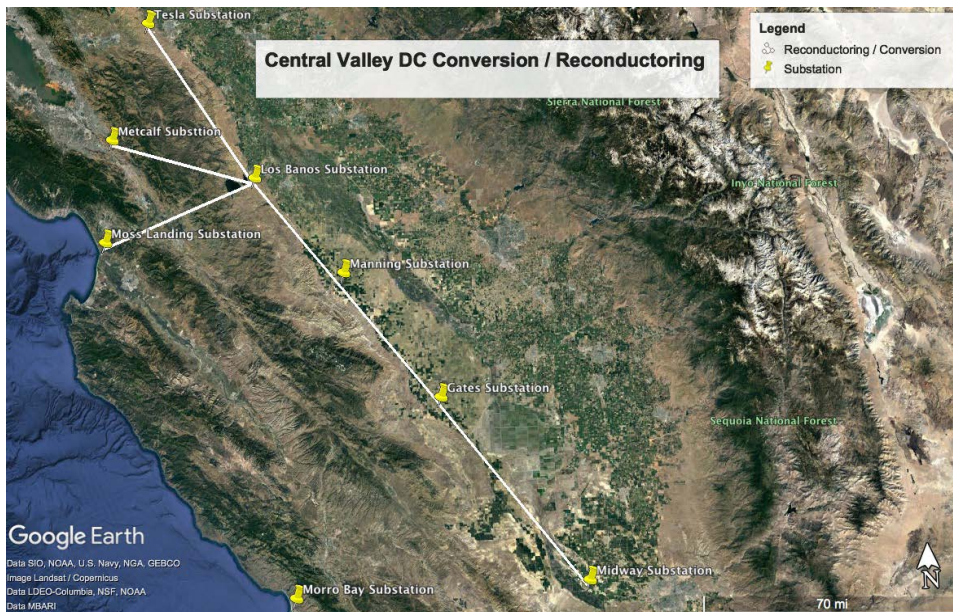 Tesla Substation
Legend
Reconductoring / Conversion
Substation
Central Valley DC Conversion / Reconductoring
Sierra National Forest
Metcalf Substtion
Los Banos Substation
Inyo National Forest
Moss Landing Substation
Manning Substation
Gates Substation
Sequoia National Forest
Google Earth
Data SIO, NOAA, U.S. Navy, NGA, GEBCO
Image Landsat / Copernicus
Data LDEO-Columbia, NSF, NOAA
Data MBARI
Midway Substation
Morro Bay Substation
N
70 mi